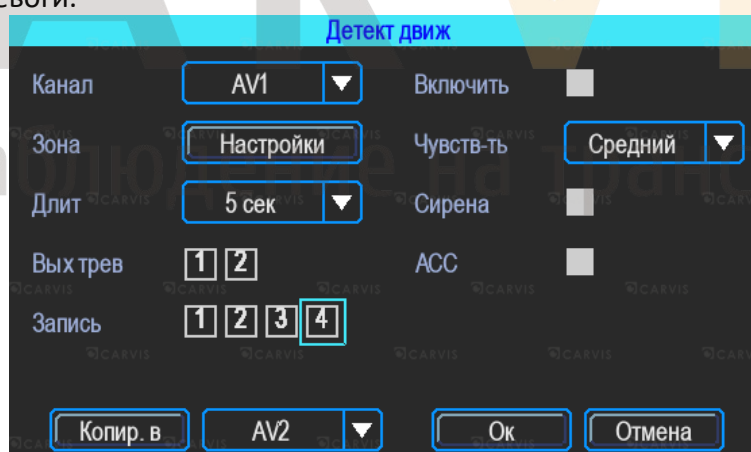 Детект движ
Канал AV1 Включить
Зона Настройки Чувств-ть Средний
Длит 5 сек Сирена
Вых трев 1 2 ACC
Запись 1 2 3 4
Копир. в AV2 Ок Отмена
CARVIS